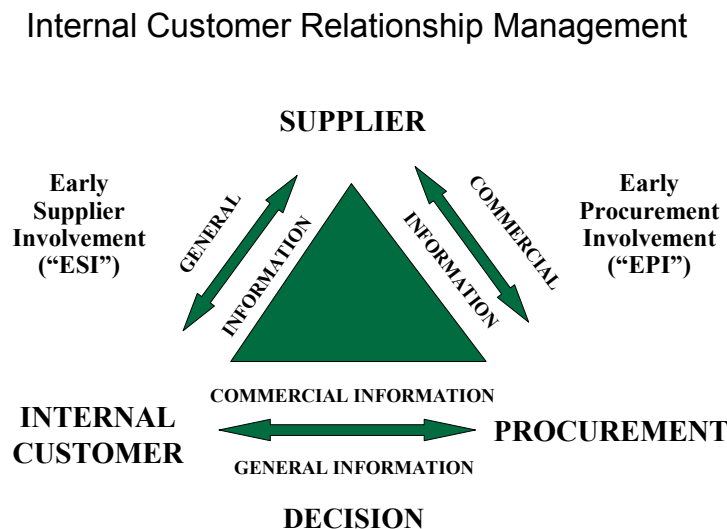 Internal Customer Relationship Management
SUPPLIER
Early
Supplier
Involvement
(“ESI”)
GENERAL
INFORMATION
COMMERCIAL
INFORMATION
Early
Procurement
Involvement
(“EPI”)
COMMERCIAL INFORMATION
INTERNAL
CUSTOMER
PROCUREMENT
GENERAL INFORMATION
DECISION